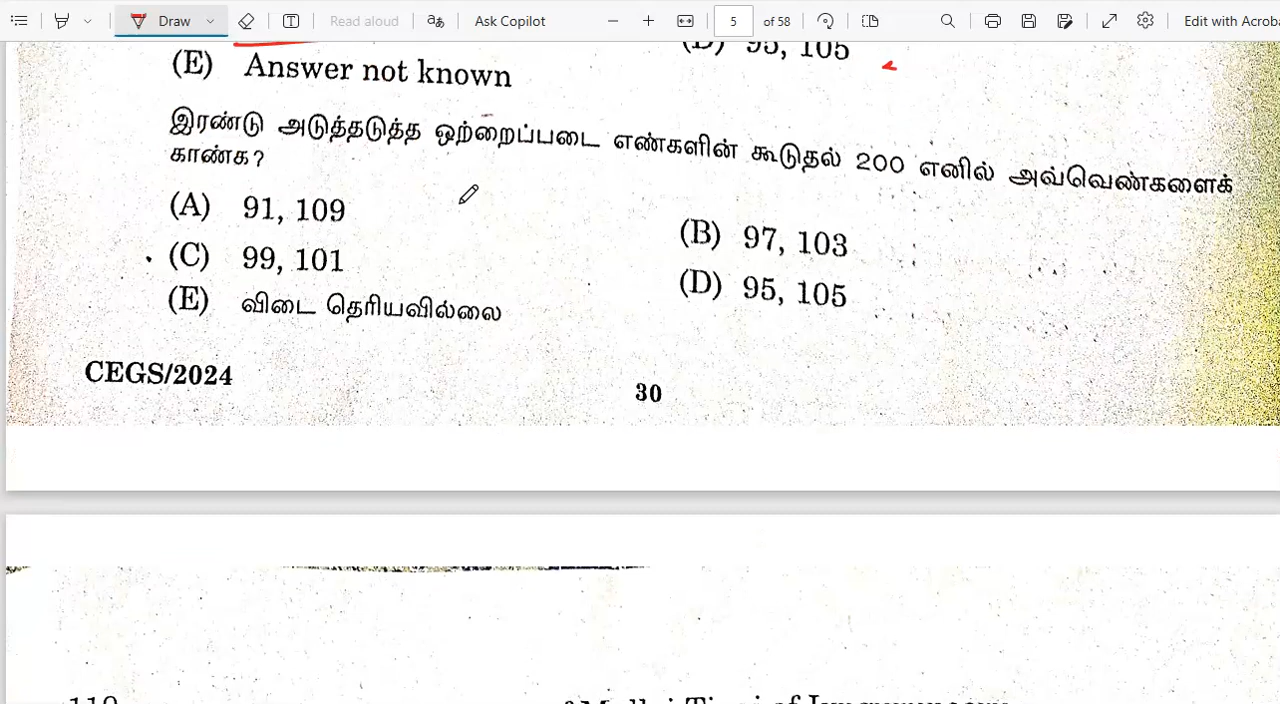 Draw
Read aloud
Ask Copilot
5 of 58
Edit with Acroba
(D) 95, 105
(E) Answer not known
இரண்டு அடுத்தடுத்த ஒற்றைப்படை எண்களின் கூடுதல் 200 எனில் அவ்வெண்களைக்
காண்க?
(A) 91, 109
(B) 97, 103
(C) 99, 101
(D) 95, 105
(E) விடை தெரியவில்லை
CEGS/2024
30